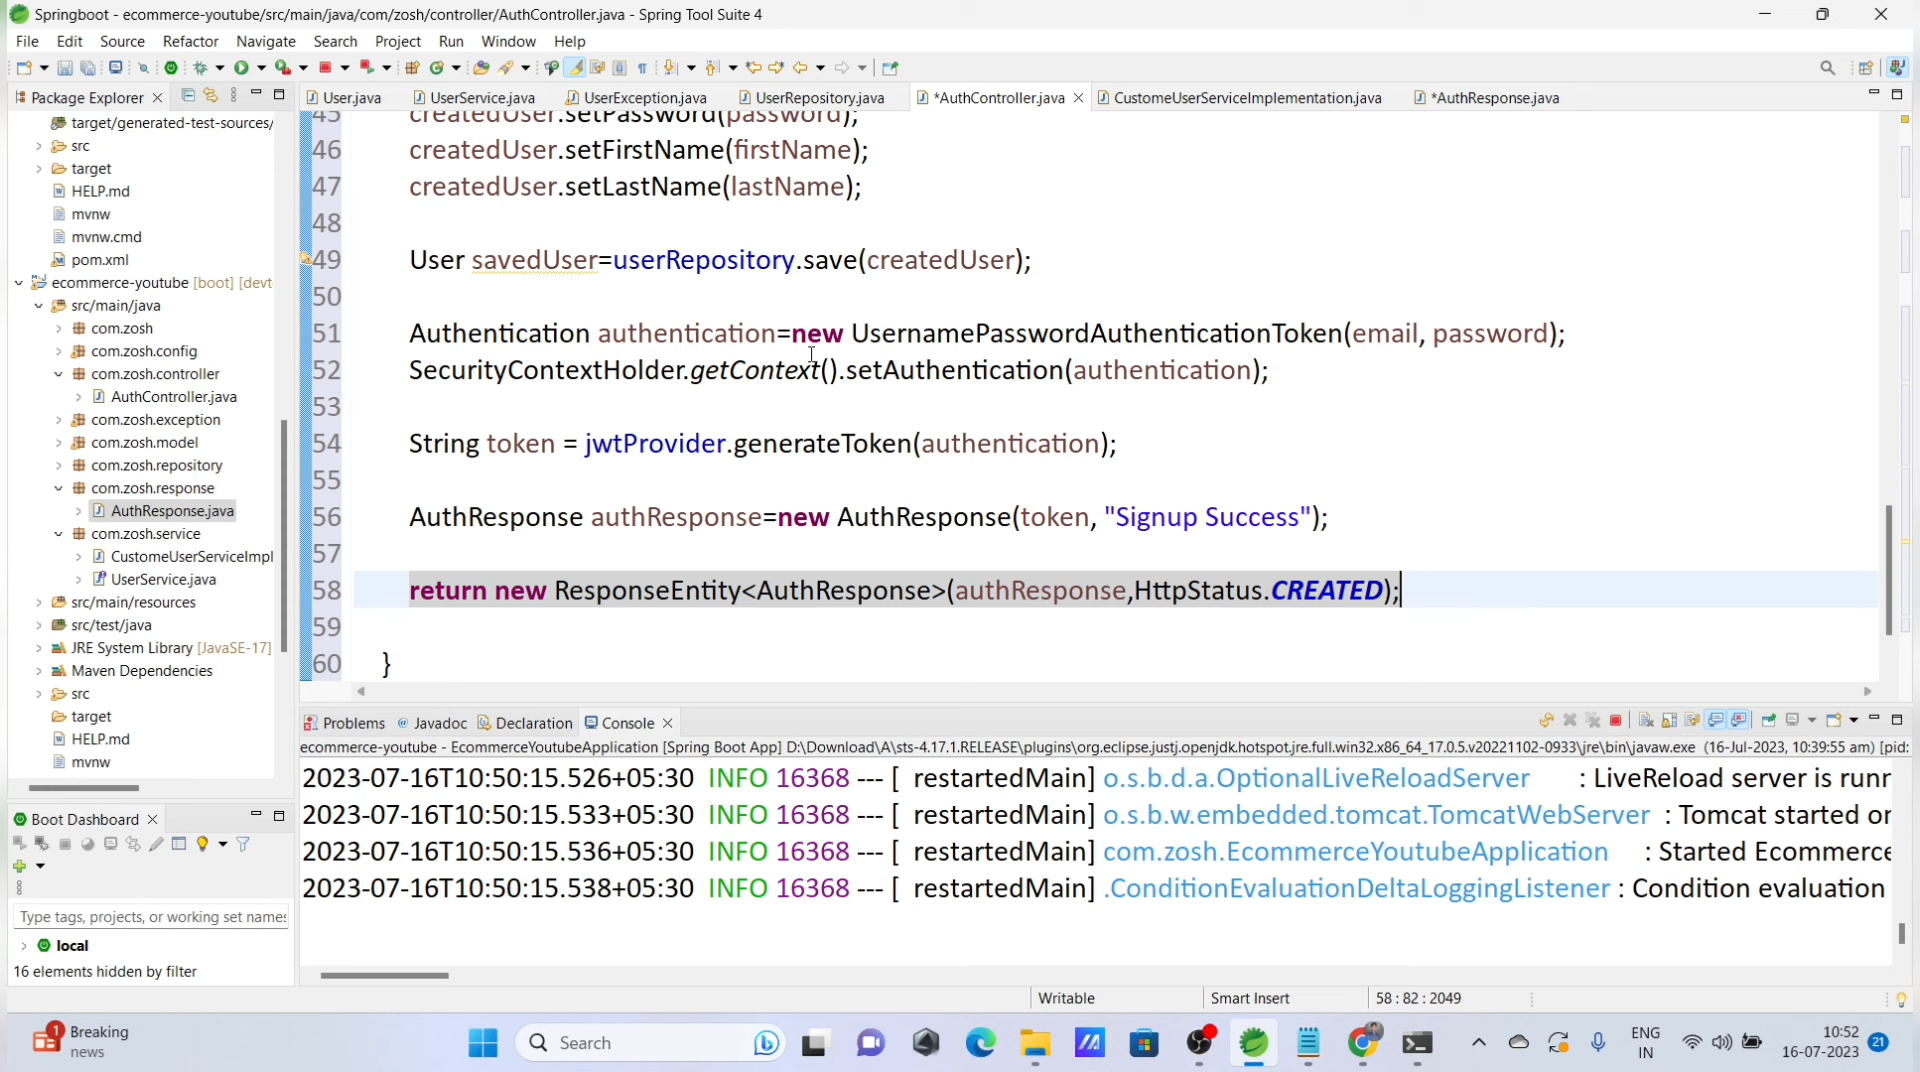 Springboot - ecommerce-youtube/src/main/java/com/zosh/controller/AuthController.java - Spring Tool Suite 4
File Edit Source Refactor Navigate Search Project Run Window Help
Package Explorer
target/generated-test-sources/
src
target
HELP.md
mvnw
mvnw.cmd
pom.xml
ecommerce-youtube [boot] [devt
src/main/java
com.zosh
com.zosh.config
com.zosh.controller
AuthController.java
com.zosh.exception
com.zosh.model
com.zosh.repository
com.zosh.response
AuthResponse.java
com.zosh.service
CustomeUserServiceImpl
UserService.java
src/main/resources
src/test/java
JRE System Library [JavaSE-17]
Maven Dependencies
src
target
HELP.md
mvnw
User.java UserService.java UserException.java UserRepository.java *AuthController.java CustomeUserServiceImplementation.java *AuthResponse.java
45 createdUser.setPassword(password);
46 createdUser.setFirstName(firstName);
47 createdUser.setLastName(lastName);
48
49 User savedUser=userRepository.save(createdUser);
50
51 Authentication authentication=new UsernamePasswordAuthenticationToken(email, password);
52 SecurityContextHolder.getContext().setAuthentication(authentication);
53
54 String token = jwtProvider.generateToken(authentication);
55
56 AuthResponse authResponse=new AuthResponse(token, "Signup Success");
57
58 return new ResponseEntity<AuthResponse>(authResponse,HttpStatus.CREATED);
59
60 }
Problems Javadoc Declaration Console
ecommerce-youtube - EcommerceYoutubeApplication [Spring Boot App] D:\Download\A\sts-4.17.1.RELEASE\plugins\org.eclipse.justj.openjdk.hotspot.jre.full.win32.x86_64_17.0.5.v20221102-0933\jre\bin\javaw.exe (16-Jul-2023, 10:39:55 am) [pid:
2023-07-16T10:50:15.526+05:30 INFO 16368 --- [ restartedMain] o.s.b.d.a.OptionalLiveReloadServer : LiveReload server is runr
2023-07-16T10:50:15.533+05:30 INFO 16368 --- [ restartedMain] o.s.b.w.embedded.tomcat.TomcatWebServer : Tomcat started or
2023-07-16T10:50:15.536+05:30 INFO 16368 --- [ restartedMain] com.zosh.EcommerceYoutubeApplication : Started Ecommerce
2023-07-16T10:50:15.538+05:30 INFO 16368 --- [ restartedMain] .ConditionEvaluationDeltaLoggingListener : Condition evaluation
Boot Dashboard
Type tags, projects, or working set names
local
16 elements hidden by filter
Writable Smart Insert 58 : 82 : 2049
1 Breaking
news
Search
ENG
IN
10:52
16-07-2023
21